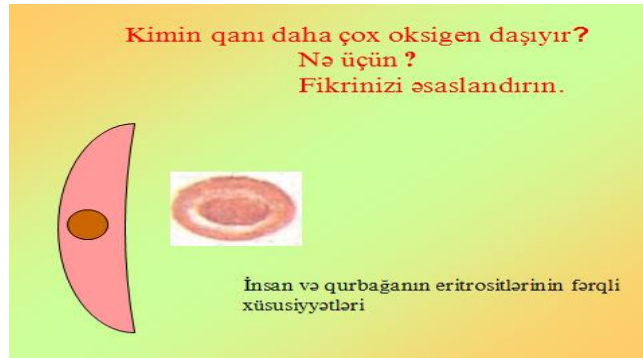 Kimin qanı daha çox oksigen daşıyır?
Nə üçün ?
Fikrinizi əsaslandırın.
İnsan və qurbağanın eritrositlərinin fərqli
xüsusiyyətləri